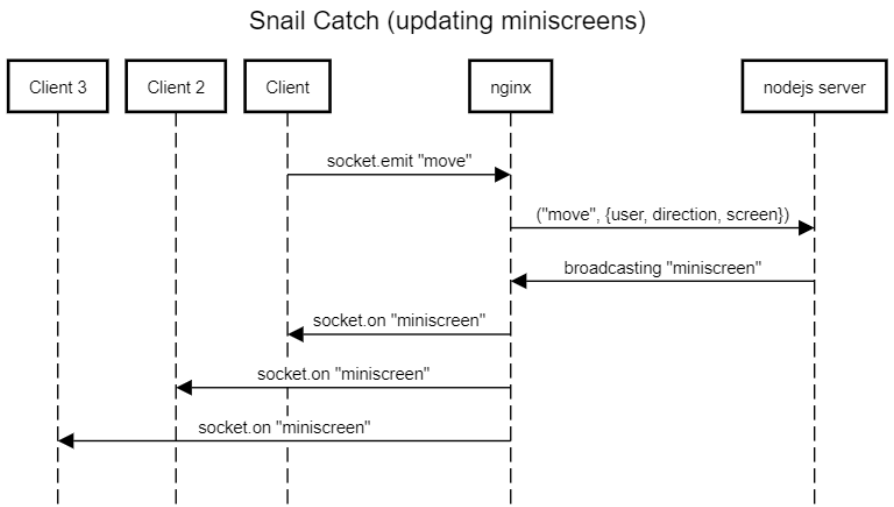 Snail Catch (updating miniscreens)
Client 3
Client 2
Client
nginx
nodejs server
socket.emit "move"
("move", {user, direction, screen})
broadcasting "miniscreen"
socket.on "miniscreen"
socket.on "miniscreen"
socket.on "miniscreen"